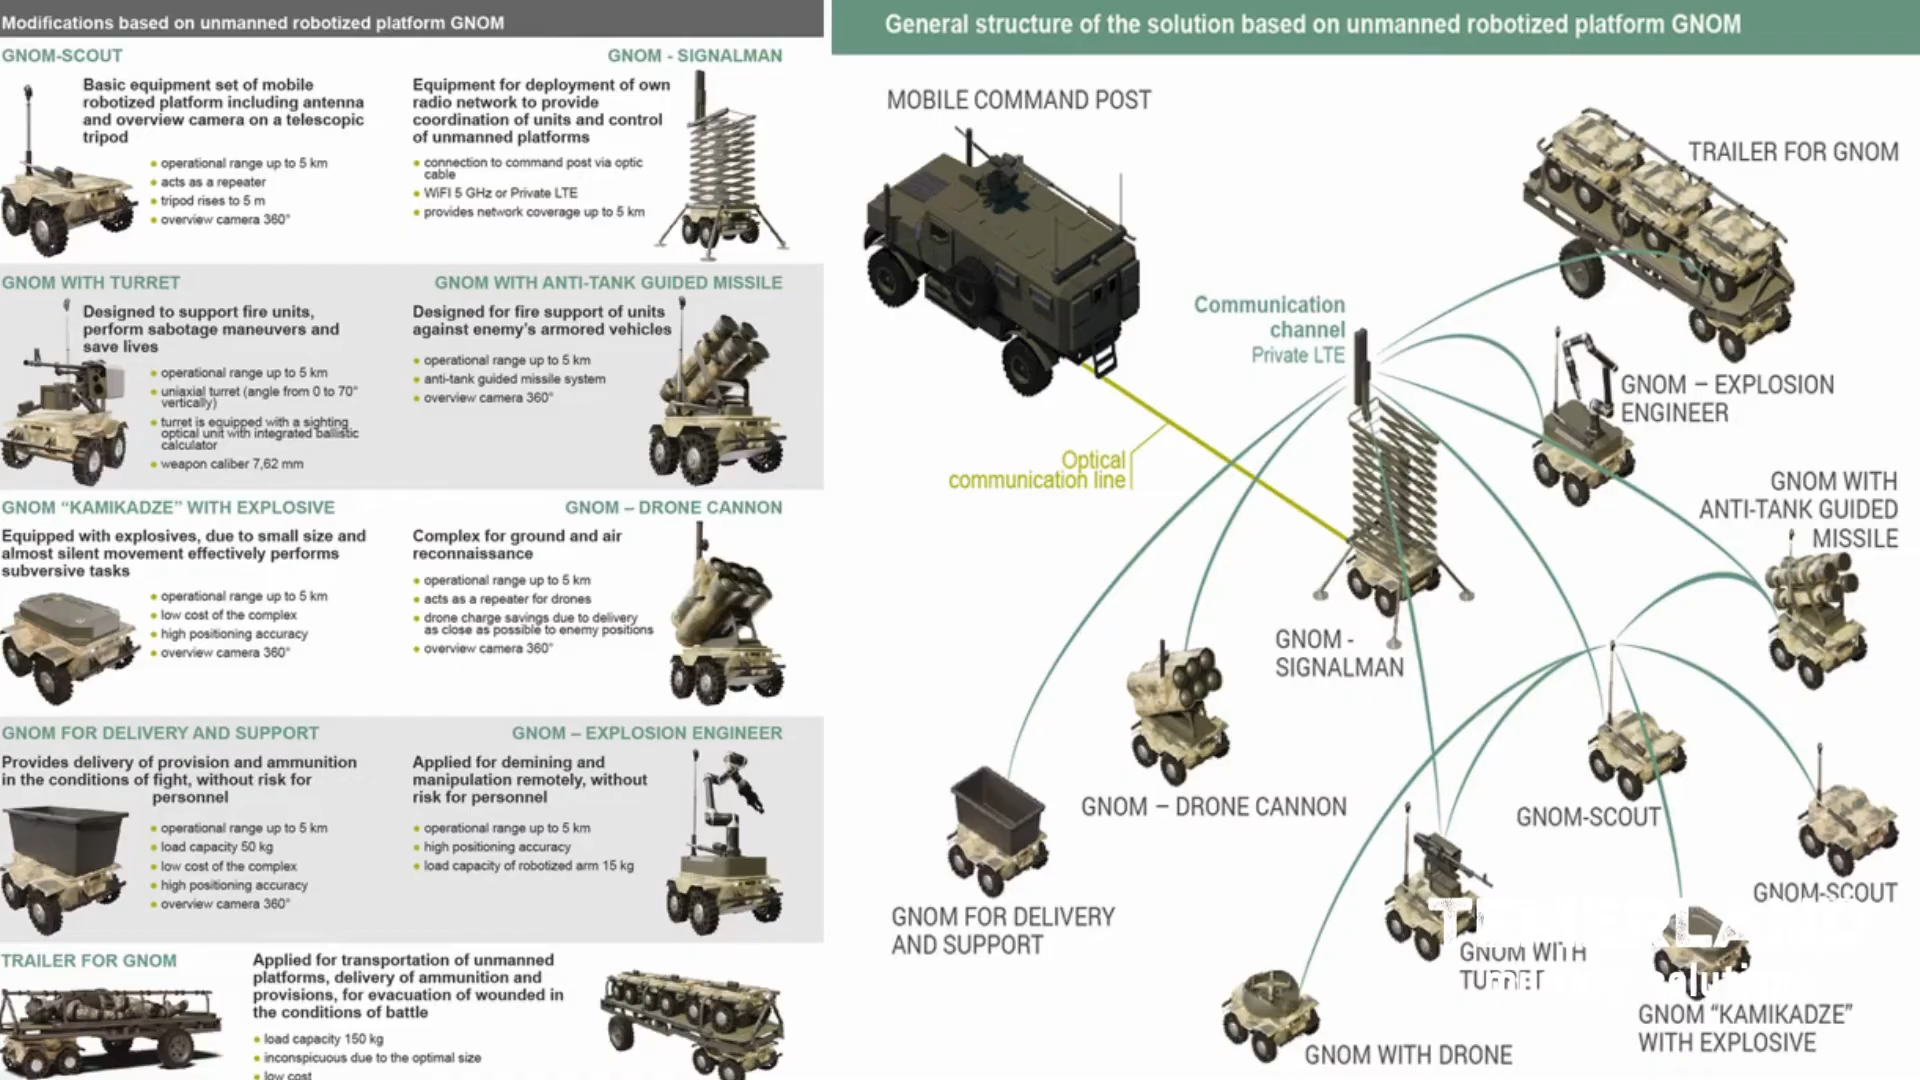 Modifications based on unmanned robotized platform GNOM
GNOM-SCOUT
Basic equipment set of mobile
robotized platform including antenna
and overview camera on a telescopic
tripod
operational range up to 5 km
acts as a repeater
tripod rises to 5 m
overview camera 360°
GNOM - SIGNALMAN
Equipment for deployment of own
radio network to provide
coordination of units and control
of unmanned platforms
connection to command post via optic
cable
WiFI 5 GHz or Private LTE
provides network coverage up to 5 km
GNOM WITH TURRET
Designed to support fire units,
perform sabotage maneuvers and
save lives
operational range up to 5 km
uniaxial turret (angle from 0 to 70°
vertically)
turret is equipped with a sighting
optical unit with integrated ballistic
calculator
weapon caliber 7,62 mm
GNOM WITH ANTI-TANK GUIDED MISSILE
Designed for fire support of units
against enemy's armored vehicles
operational range up to 5 km
anti-tank guided missile system
overview camera 360°
GNOM “KAMIKADZE” WITH EXPLOSIVE
Equipped with explosives, due to small size and
almost silent movement effectively performs
subversive tasks
operational range up to 5 km
low cost of the complex
high positioning accuracy
overview camera 360°
GNOM – DRONE CANNON
Complex for ground and air
reconnaissance
operational range up to 5 km
acts as a repeater for drones
drone charge savings due to delivery
as close as possible to enemy positions
overview camera 360°
GNOM FOR DELIVERY AND SUPPORT
Provides delivery of provision and ammunition
in the conditions of fight, without risk for
personnel
operational range up to 5 km
load capacity 50 kg
low cost of the complex
high positioning accuracy
overview camera 360°
GNOM – EXPLOSION ENGINEER
Applied for demining and
manipulation remotely, without
risk for personnel
operational range up to 5 km
high positioning accuracy
load capacity of robotized arm 15 kg
TRAILER FOR GNOM
Applied for transportation of unmanned
platforms, delivery of ammunition and
provisions, for evacuation of wounded in
the conditions of battle
load capacity 150 kg
inconspicuous due to the optimal size
low cost
General structure of the solution based on unmanned robotized platform GNOM
MOBILE COMMAND POST
TRAILER FOR GNOM
Communication
channel
Private LTE
GNOM – EXPLOSION
ENGINEER
Optical
communication line
GNOM WITH
ANTI-TANK GUIDED
MISSILE
GNOM -
SIGNALMAN
GNOM – DRONE CANNON
GNOM-SCOUT
GNOM-SCOUT
GNOM FOR DELIVERY
AND SUPPORT
GNOM WITH
GNOM “KAMIKADZE”
WITH EXPLOSIVE
GNOM WITH DRONE